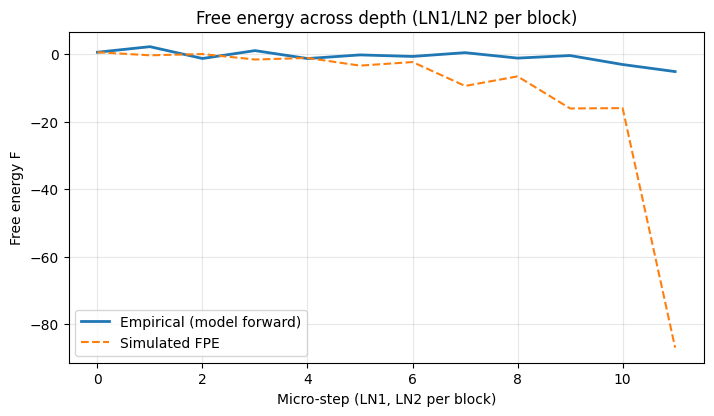 Free energy across depth (LN1/LN2 per block)
Free energy F
0
−20
−40
−60
−80
Empirical (model forward)
Simulated FPE
0 2 4 6 8 10
Micro-step (LN1, LN2 per block)